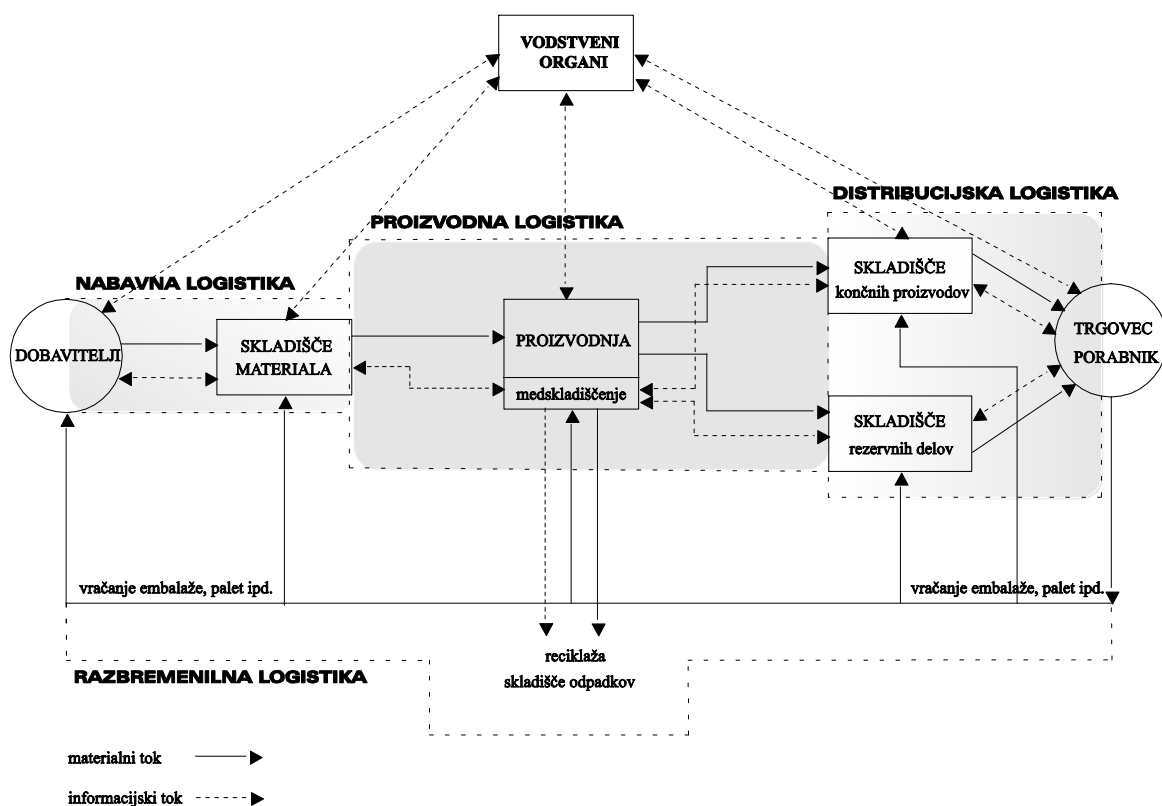 VODSTVENI
ORGANI
DISTRIBUCIJSKA LOGISTIKA
PROIZVODNA LOGISTIKA
NABAVNA LOGISTIKA
DOBAVITELJI
SKLADIŠČE
MATERIALA
PROIZVODNJA
medskladiščenje
SKLADIŠČE
končnih proizvodov
SKLADIŠČE
rezervnih delov
TRGOVEC
PORABNIK
vračanje embalaže, palet ipd.
vračanje embalaže, palet ipd.
reciklaža
skladišče odpadkov
RAZBREMENILNA LOGISTIKA
materialni tok
informacijski tok